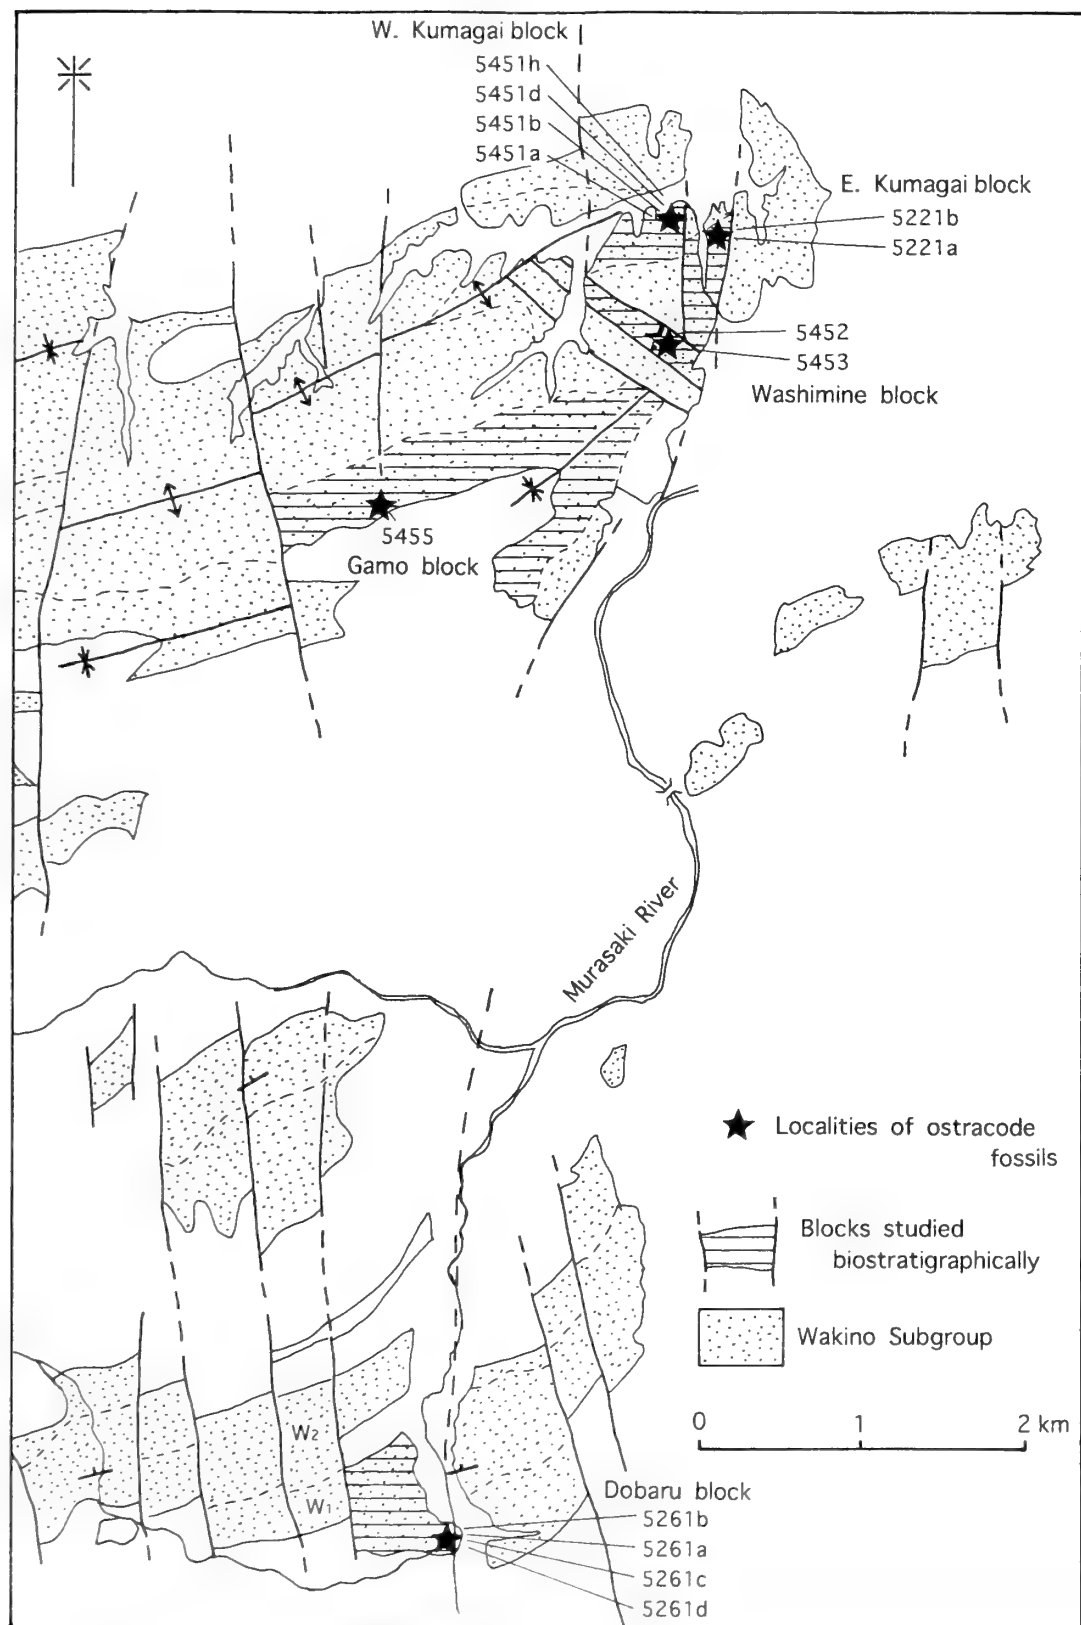 W. Kumagai block
5451h
5451d
5451b
5451a
E. Kumagai block
5221b
5221a
5452
5453
Washimine block
5455
Gamo block
Murasaki River
Localities of ostracode
fossils
Blocks studied
biostratigraphically
Wakino Subgroup
0 1 2 km
W2
W1
Dobaru block
5261b
5261a
5261c
5261d